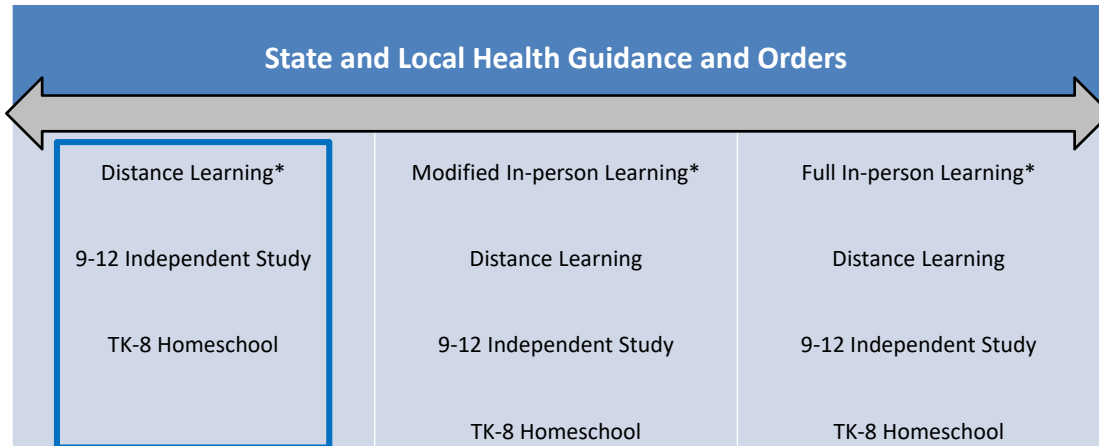 State and Local Health Guidance and Orders
Distance Learning*
9-12 Independent Study
TK-8 Homeschool
Modified In-person Learning*
Distance Learning
9-12 Independent Study
TK-8 Homeschool
Full In-person Learning*
Distance Learning
9-12 Independent Study
TK-8 Homeschool